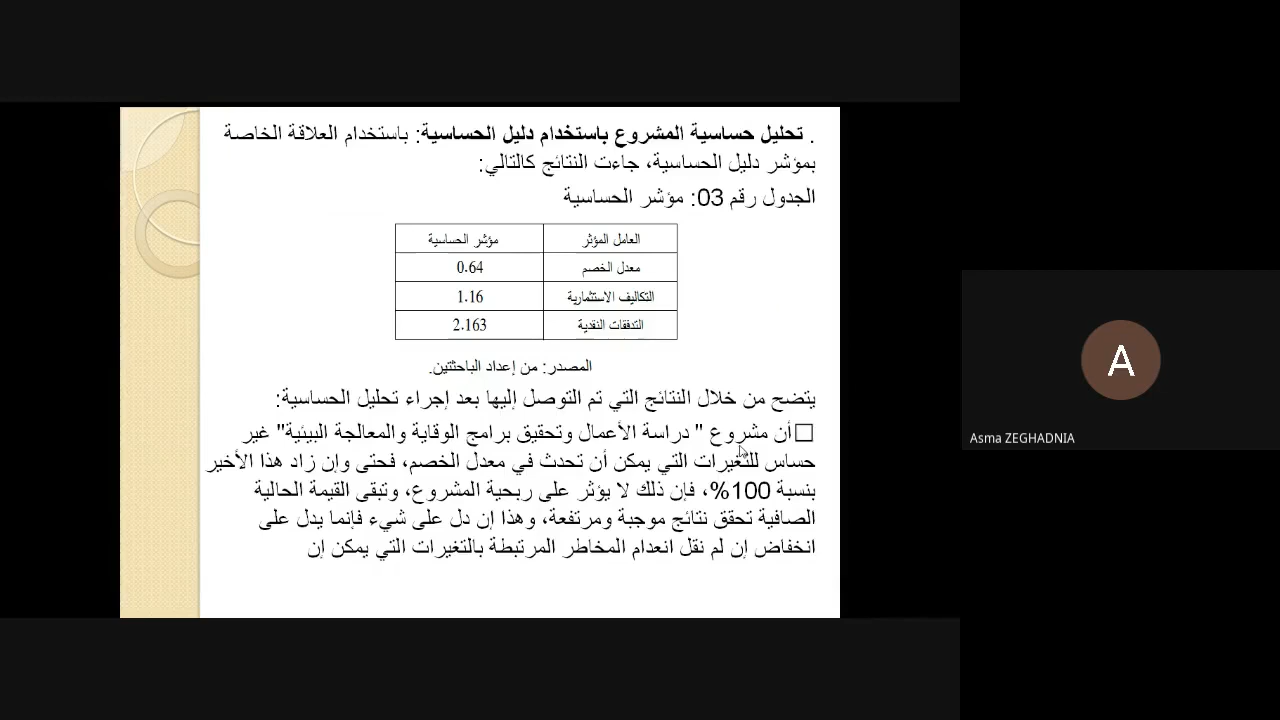 . تحليل حساسية المشروع باستخدام دليل الحساسية: باستخدام العلاقة الخاصة
بمؤشر دليل الحساسية، جاءت النتائج كالتالي:
الجدول رقم 03: مؤشر الحساسية
العامل المؤثر مؤشر الحساسية
معدل الخصم 0.64
التكاليف الاستثمارية 1.16
التدفقات النقدية 2.163
المصدر: من إعداد الباحثتين.
يتضح من خلال النتائج التي تم التوصل إليها بعد إجراء تحليل الحساسية:
□أن مشروع " دراسة الأعمال وتحقيق برامج الوقاية والمعالجة البيئية" غير
حساس للتغيرات التي يمكن أن تحدث في معدل الخصم، فحتى وإن زاد هذا الأخير
بنسبة 100%، فإن ذلك لا يؤثر على ربحية المشروع، وتبقى القيمة الحالية
الصافية تحقق نتائج موجبة ومرتفعة، وهذا إن دل على شيء فإنما يدل على
انخفاض إن لم نقل انعدام المخاطر المرتبطة بالتغيرات التي يمكن إن
A
Asma ZEGHADNIA